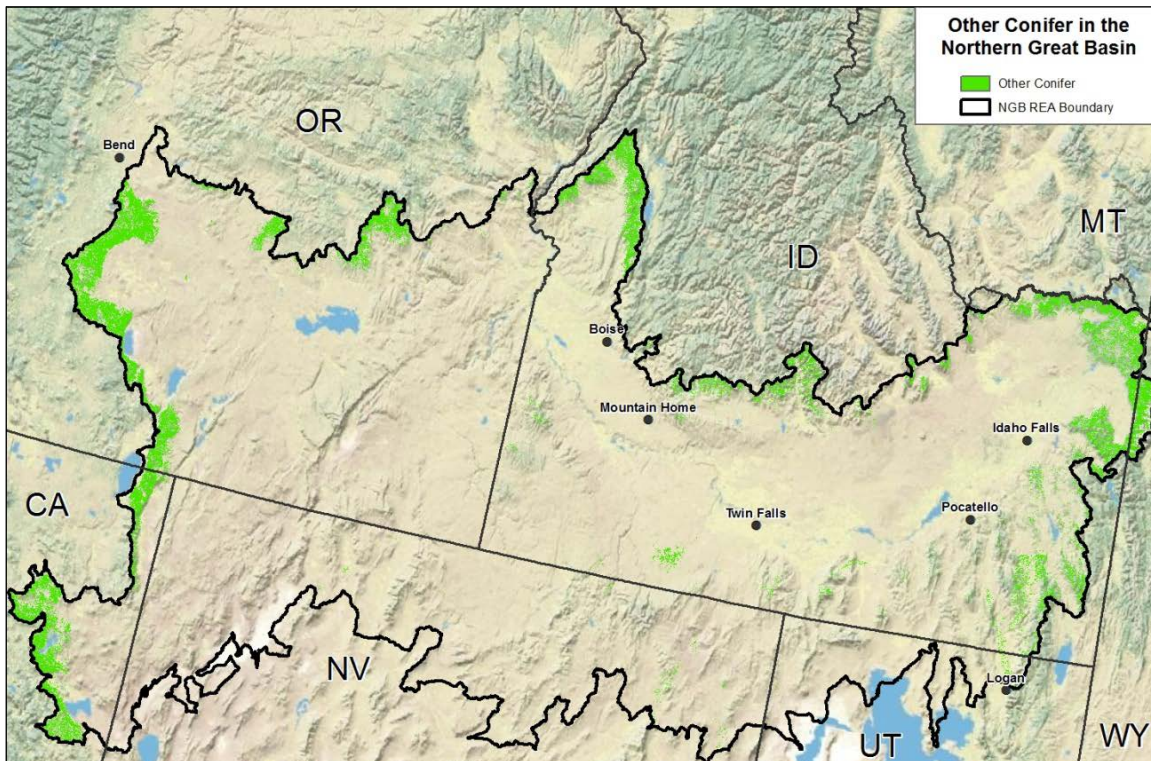 Other Conifer in the
Northern Great Basin
Other Conifer
NGB REA Boundary
OR
Bend
MT
ID
Boise
Mountain Home
Idaho Falls
CA
Twin Falls
Pocatello
NV
Logan
UT
WY